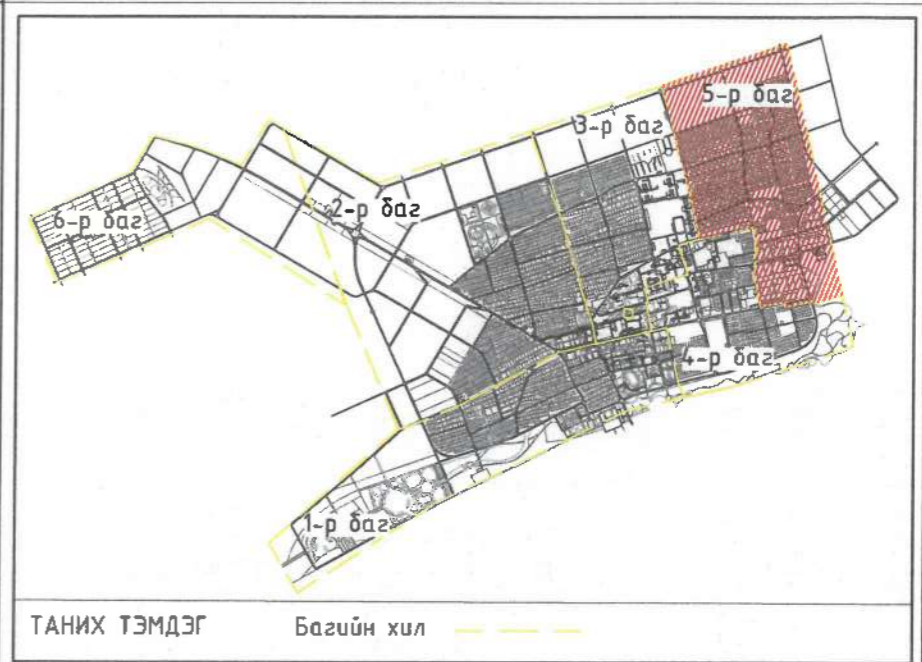 5-р баг
3-р баг
2-р баг
6-р баг
4-р баг
1-р баг
ТАНИХ ТЭМДЭГ Багийн хил